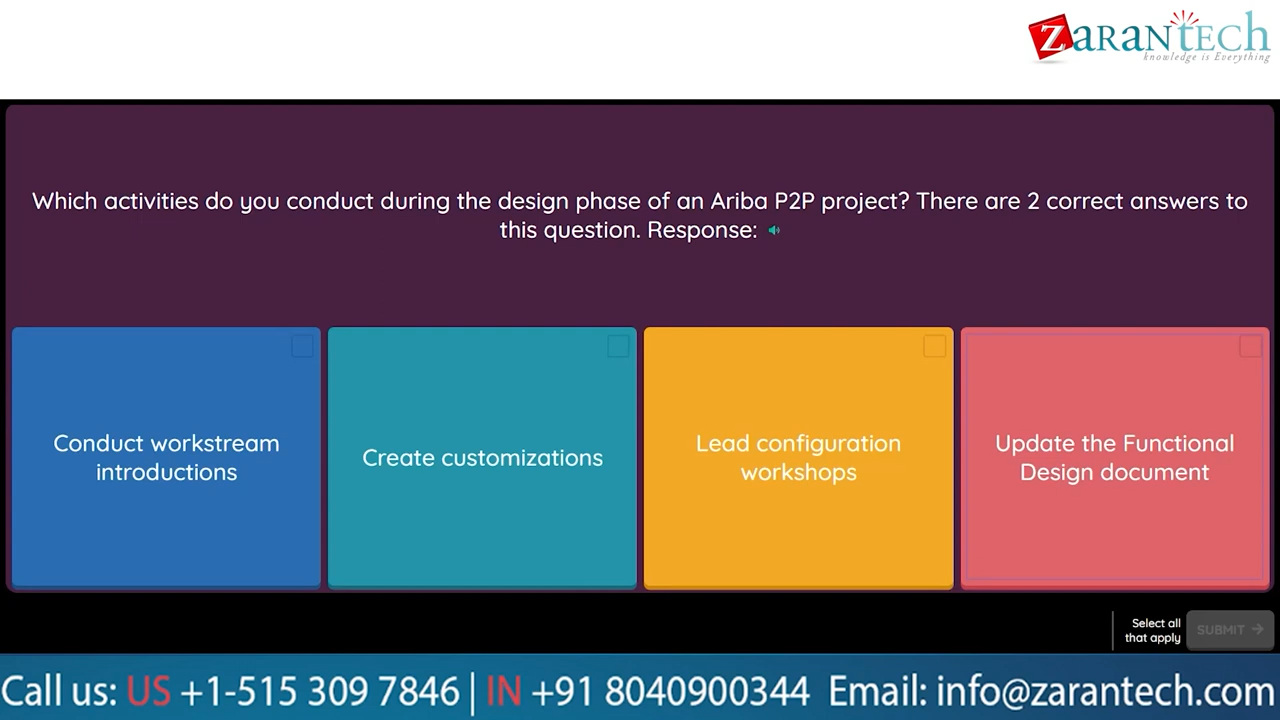 ZARANTECH
knowledge is Everything
Which activities do you conduct during the design phase of an Ariba P2P project? There are 2 correct answers to
this question. Response:
Conduct workstream
introductions
Create customizations
Lead configuration
workshops
Update the Functional
Design document
Select all
that apply
SUBMIT →
Call us: US +1-515 309 7846 | IN +91 8040900344 Email: info@zarantech.com